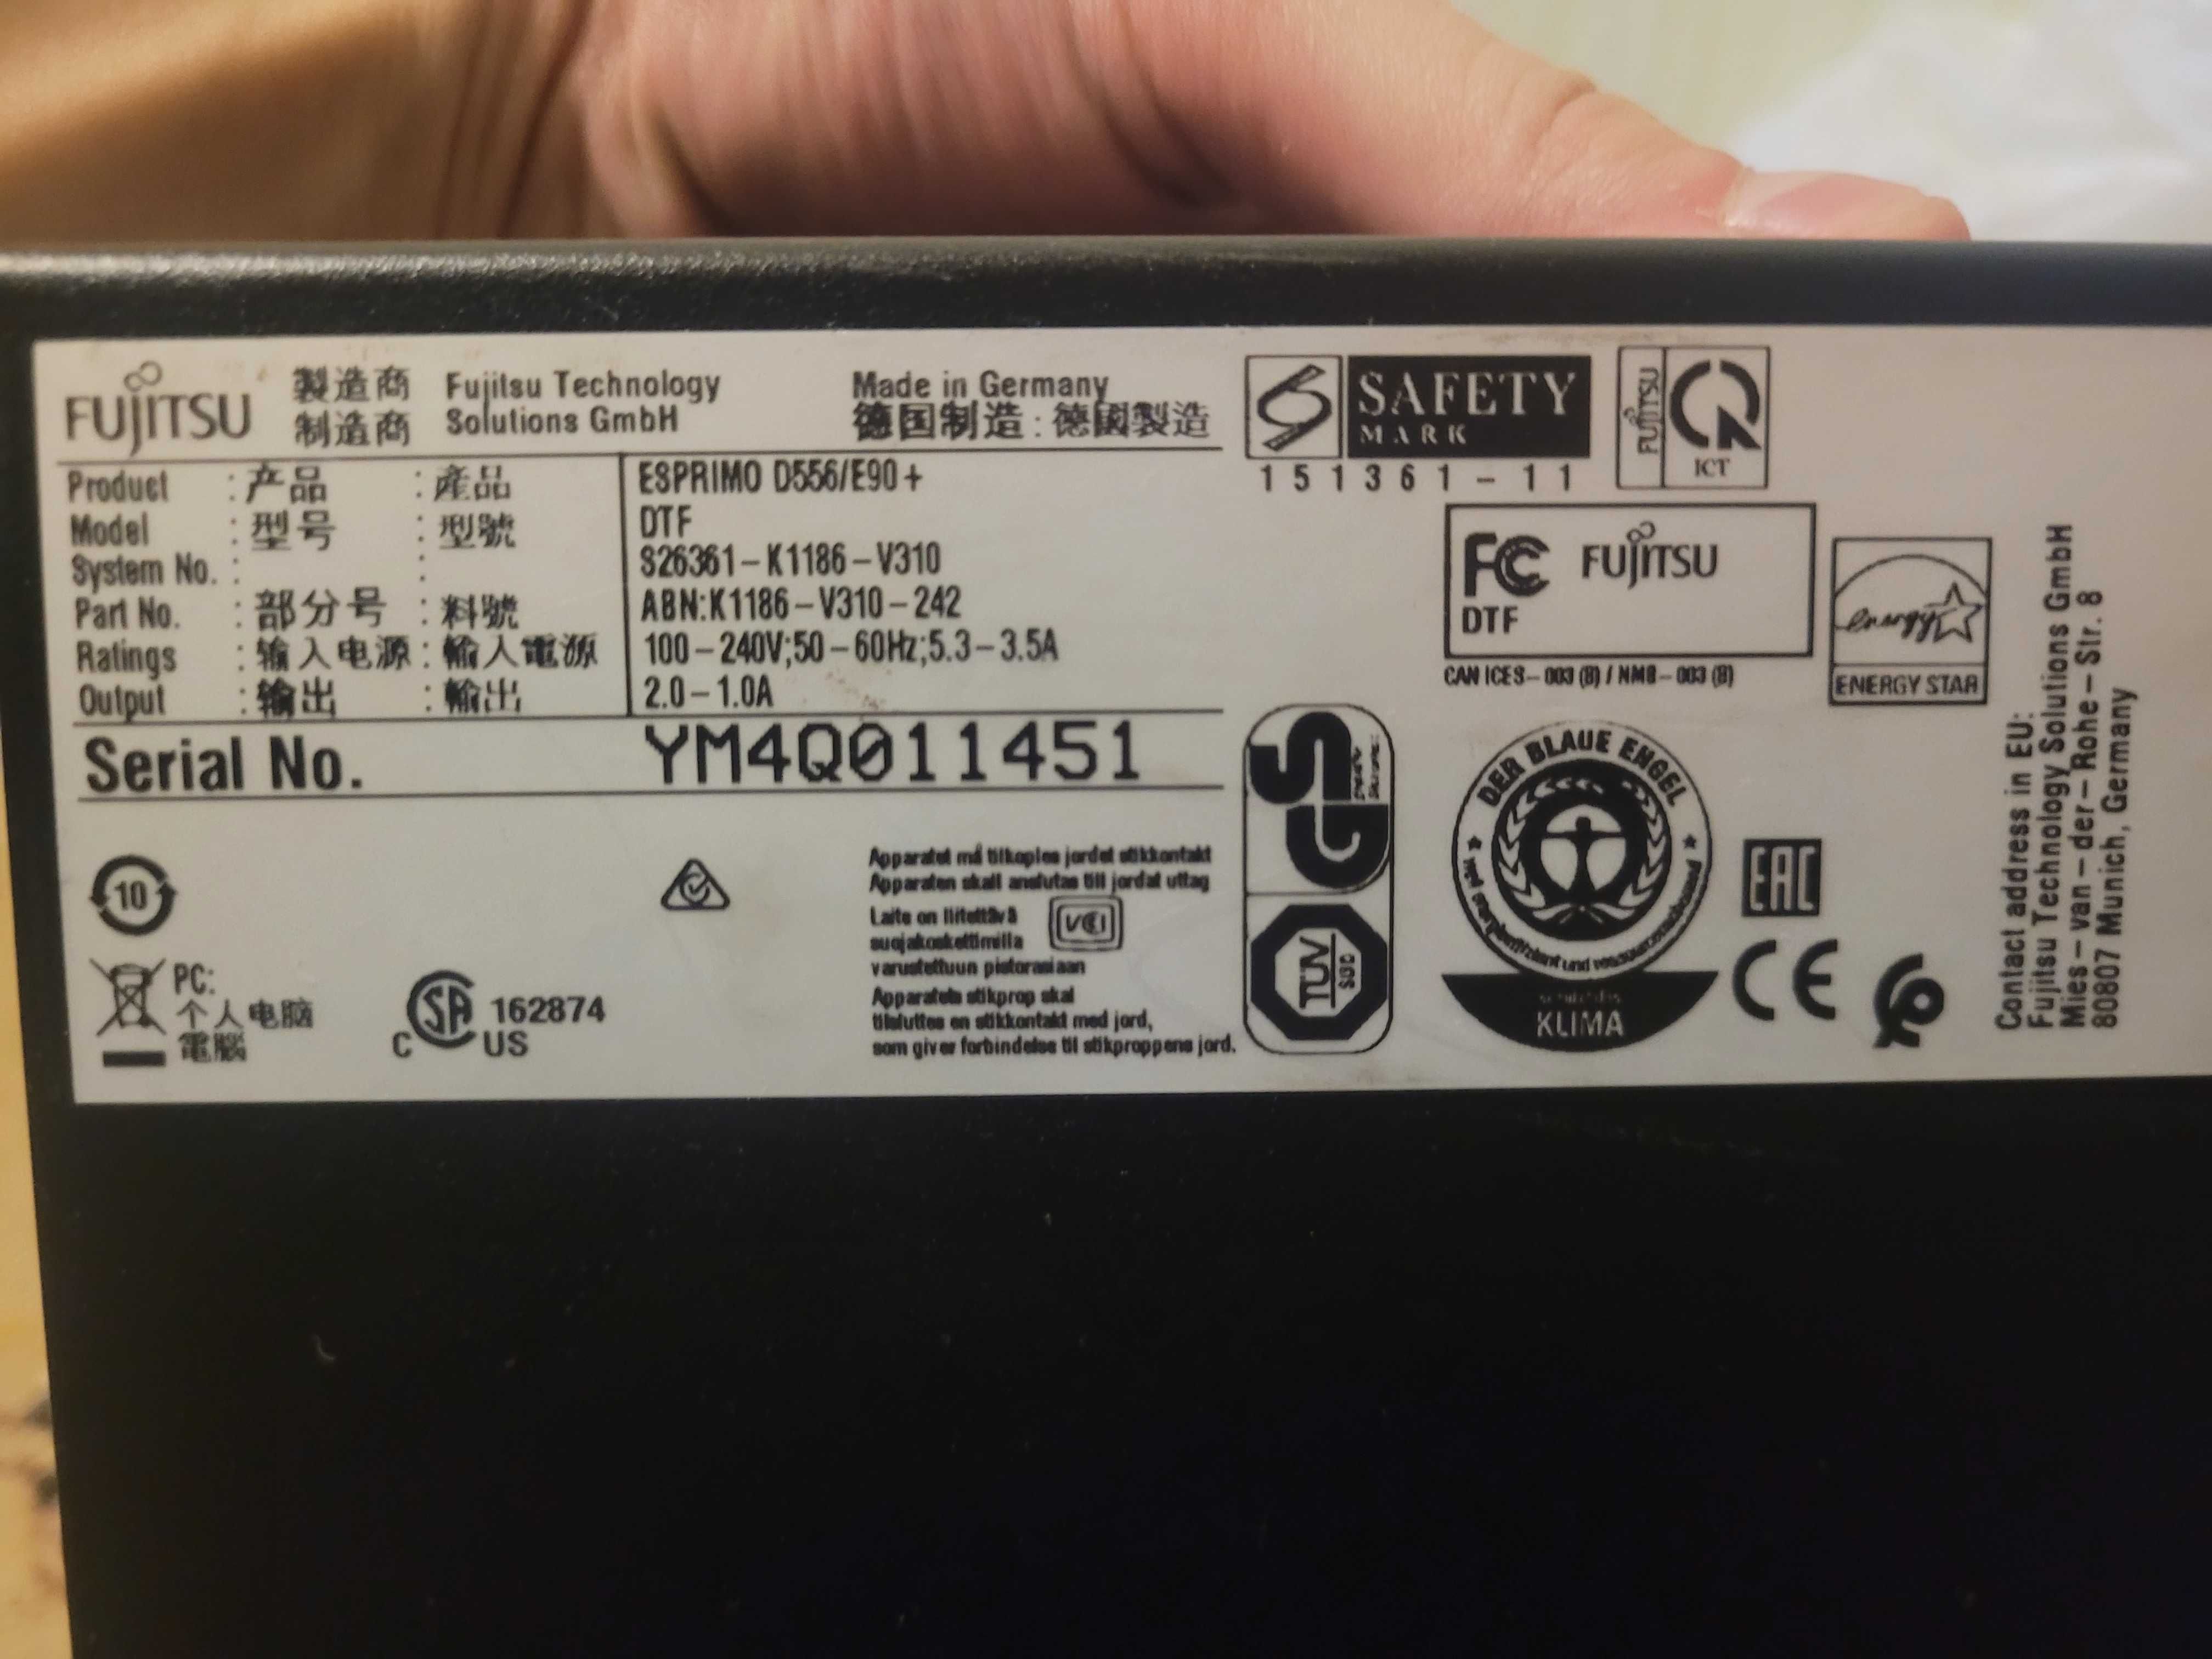 FUJITSU
製造商 Fujitsu Technology
制造商 Solutions GmbH
Made in Germany
德国制造 : 德國製造
Product : 产品 : 產品 ESPRIMO D556/E90+
Model : 型号 : 型號 DTF
System No. : : S26361-K1186-V310
Part No. : 部分号 : 料號 ABN:K1186-V310-242
Ratings : 输入电源 : 輸入電源 100-240V;50-60Hz;5.3-3.5A
Output : 输出 : 輸出 2.0-1.0A
Serial No. YM4Q011451
10
PC:
个人电脑
電腦
CSA 162874
C US
Apparatet må tilkoples jordet stikkontakt
Apparaten skall anslutas till jordat uttag
Laite on liitettävä
suojakoskettimilla
varustettuun pistorasiaan
VCI
Apparatets stikprop skal
tilsluttes en stikkontakt med jord,
som giver forbindelse til stikproppens jord.
SAFETY
MARK
151361-11
FUJITSU
ICT
FC FUJITSU
DTF
CAN ICES-003 (B) / NMB-003 (B)
energy
ENERGY STAR
GS
TÜV
SÜD
DER BLAUE ENGEL
KLIMA
EAC
CE
Contact address in EU:
Fujitsu Technology Solutions GmbH
Mies-van-der-Rohe-Str. 8
80807 Munich, Germany